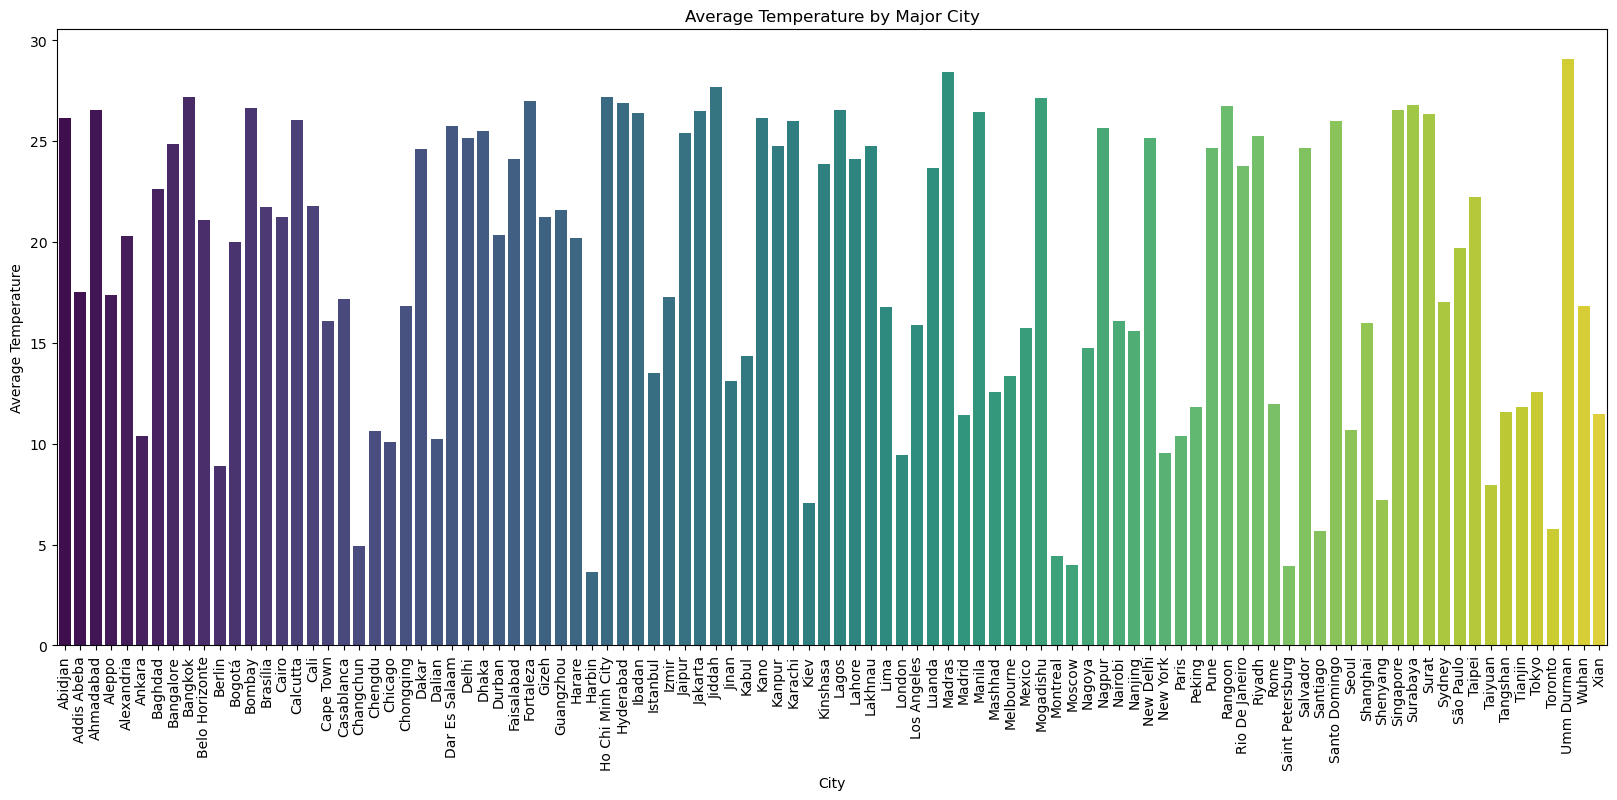 Average Temperature by Major City
30
25
20
15
10
5
0
Average Temperature
Abidjan
Addis Abeba
Ahmadabad
Aleppo
Alexandria
Ankara
Baghdad
Bangalore
Bangkok
Belo Horizonte
Berlin
Bogotá
Bombay
Brasília
Cairo
Calcutta
Cali
Cape Town
Casablanca
Changchun
Chengdu
Chicago
Chongqing
Dakar
Dalian
Dar Es Salaam
Delhi
Dhaka
Durban
Faisalabad
Fortaleza
Gizeh
Guangzhou
Harare
Harbin
Ho Chi Minh City
Hyderabad
Ibadan
Istanbul
Izmir
Jaipur
Jakarta
Jiddah
Jinan
Kabul
Kano
Kanpur
Karachi
Kiev
Kinshasa
Lagos
Lahore
Lakhnau
Lima
London
Los Angeles
Luanda
Madras
Madrid
Manila
Mashhad
Melbourne
Mexico
Mogadishu
Montreal
Moscow
Nagoya
Nagpur
Nairobi
Nanjing
New Delhi
New York
Paris
Peking
Pune
Rangoon
Rio De Janeiro
Riyadh
Rome
Saint Petersburg
Salvador
Santiago
Santo Domingo
Seoul
Shanghai
Shenyang
Singapore
Surabaya
Surat
Sydney
São Paulo
Taipei
Taiyuan
Tangshan
Tianjin
Tokyo
Toronto
Umm Durman
Wuhan
Xian
City